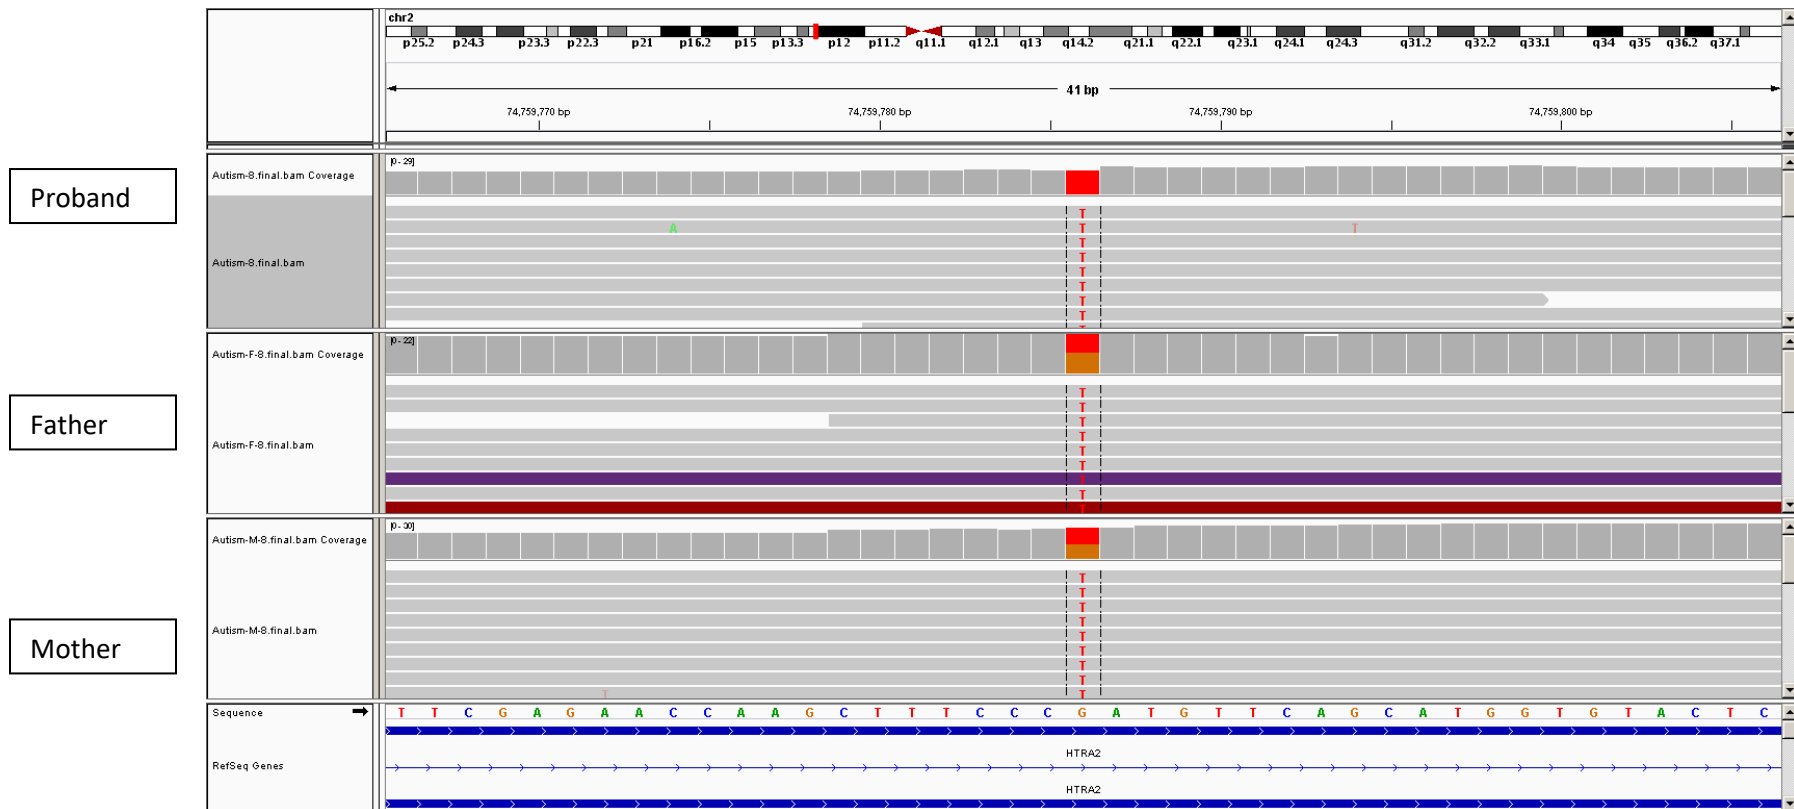 chr2
p25.2 p24.3 p23.3 p22.3 p21 p16.2 p15 p13.3 p12 p11.2 q11.1 q12.1 q13 q14.2 q21.1 q22.1 q23.1 q24.1 q24.3 q31.2 q32.2 q33.1 q34 q35 q36.2 q37.1
41 bp
74,759,770 bp 74,759,780 bp 74,759,790 bp 74,759,800 bp
Proband
Autism-8.final.bam Coverage
[0 - 29]
Autism-8.final.bam
T
A T T
T
T
T
T
T
T
T
Father
Autism-F-8.final.bam Coverage
[0 - 22]
Autism-F-8.final.bam
T
T
T
T
T
T
T
T
T
Mother
Autism-M-8.final.bam Coverage
[0 - 30]
Autism-M-8.final.bam
T
T
T
T
T
T
T
T
T T
Sequence
T T C G A G A A C C A A G C T T T C C C G A T G T T C A G C A T G G T G T A C T C
RefSeq Genes
HTRA2
HTRA2